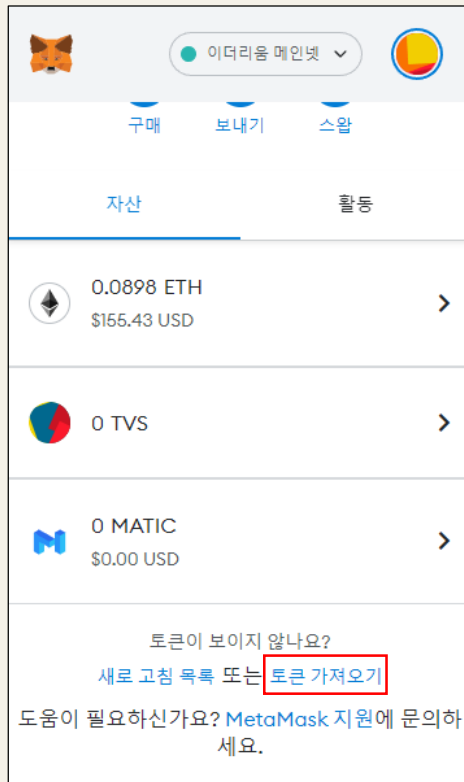 이더리움 메인넷
구매 보내기 스왑
자산 활동
0.0898 ETH
$155.43 USD
0 TVS
0 MATIC
$0.00 USD
토큰이 보이지 않나요?
새로 고침 목록 또는 토큰 가져오기
도움이 필요하신가요? MetaMask 지원에 문의하
세요.